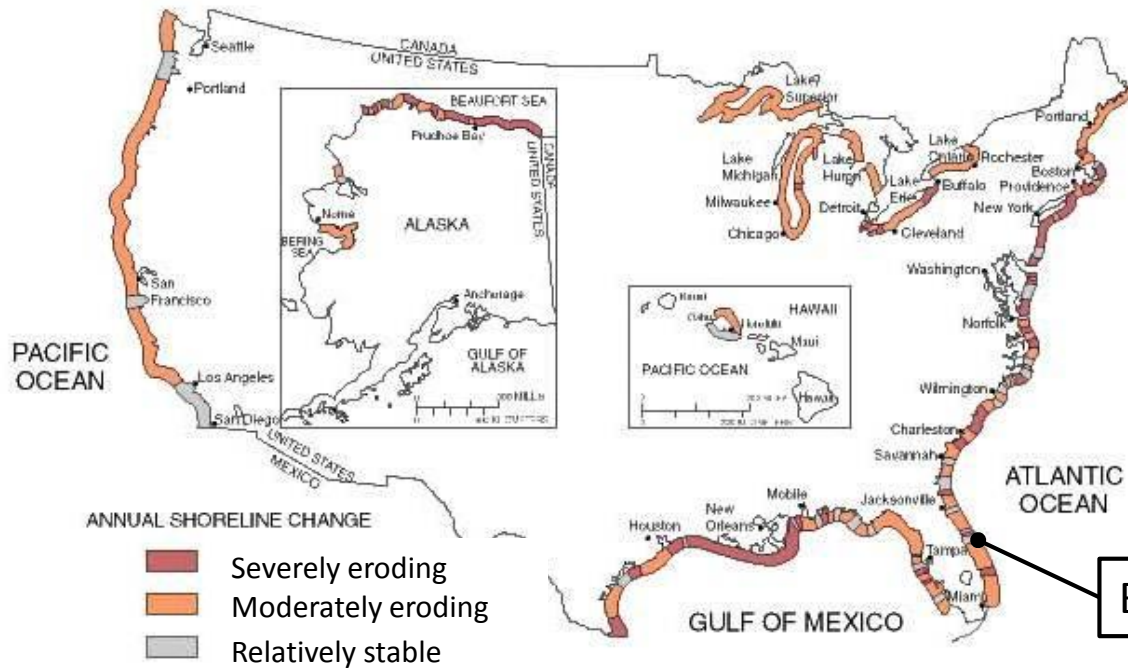 Seattle
CANADA
UNITED STATES
Portland
BEAUFORT SEA
Prudhoe Bay
CANADA
UNITED STATES
Nome
ALASKA
BERING
SEA
Anchorage
GULF OF
ALASKA
San
Francisco
PACIFIC
OCEAN
Los Angeles
San Diego
UNITED STATES
MEXICO
Lake
Superior
Lake
Michigan
Lake
Huron
Lake
Ontario
Rochester
Lake
Erie
Buffalo
Milwaukee
Detroit
Chicago
Cleveland
Portland
Boston
Providence
New York
Washington
Norfolk
HAWAII
Kauai
Oahu
Honolulu
Maui
PACIFIC OCEAN
Hawaii
Wilmington
Charleston
Savannah
ATLANTIC
OCEAN
Mobile
Jacksonville
New
Orleans
Houston
Tampa
Miami
GULF OF MEXICO
ANNUAL SHORELINE CHANGE
Severely eroding
Moderately eroding
Relatively stable